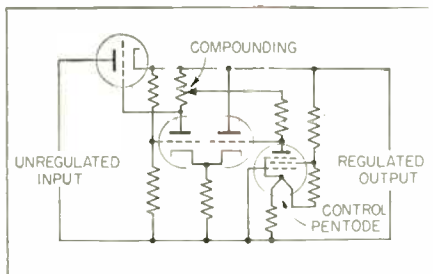 COMPOUNDING
UNREGULATED
INPUT
REGULATED
OUTPUT
CONTROL
PENTODE